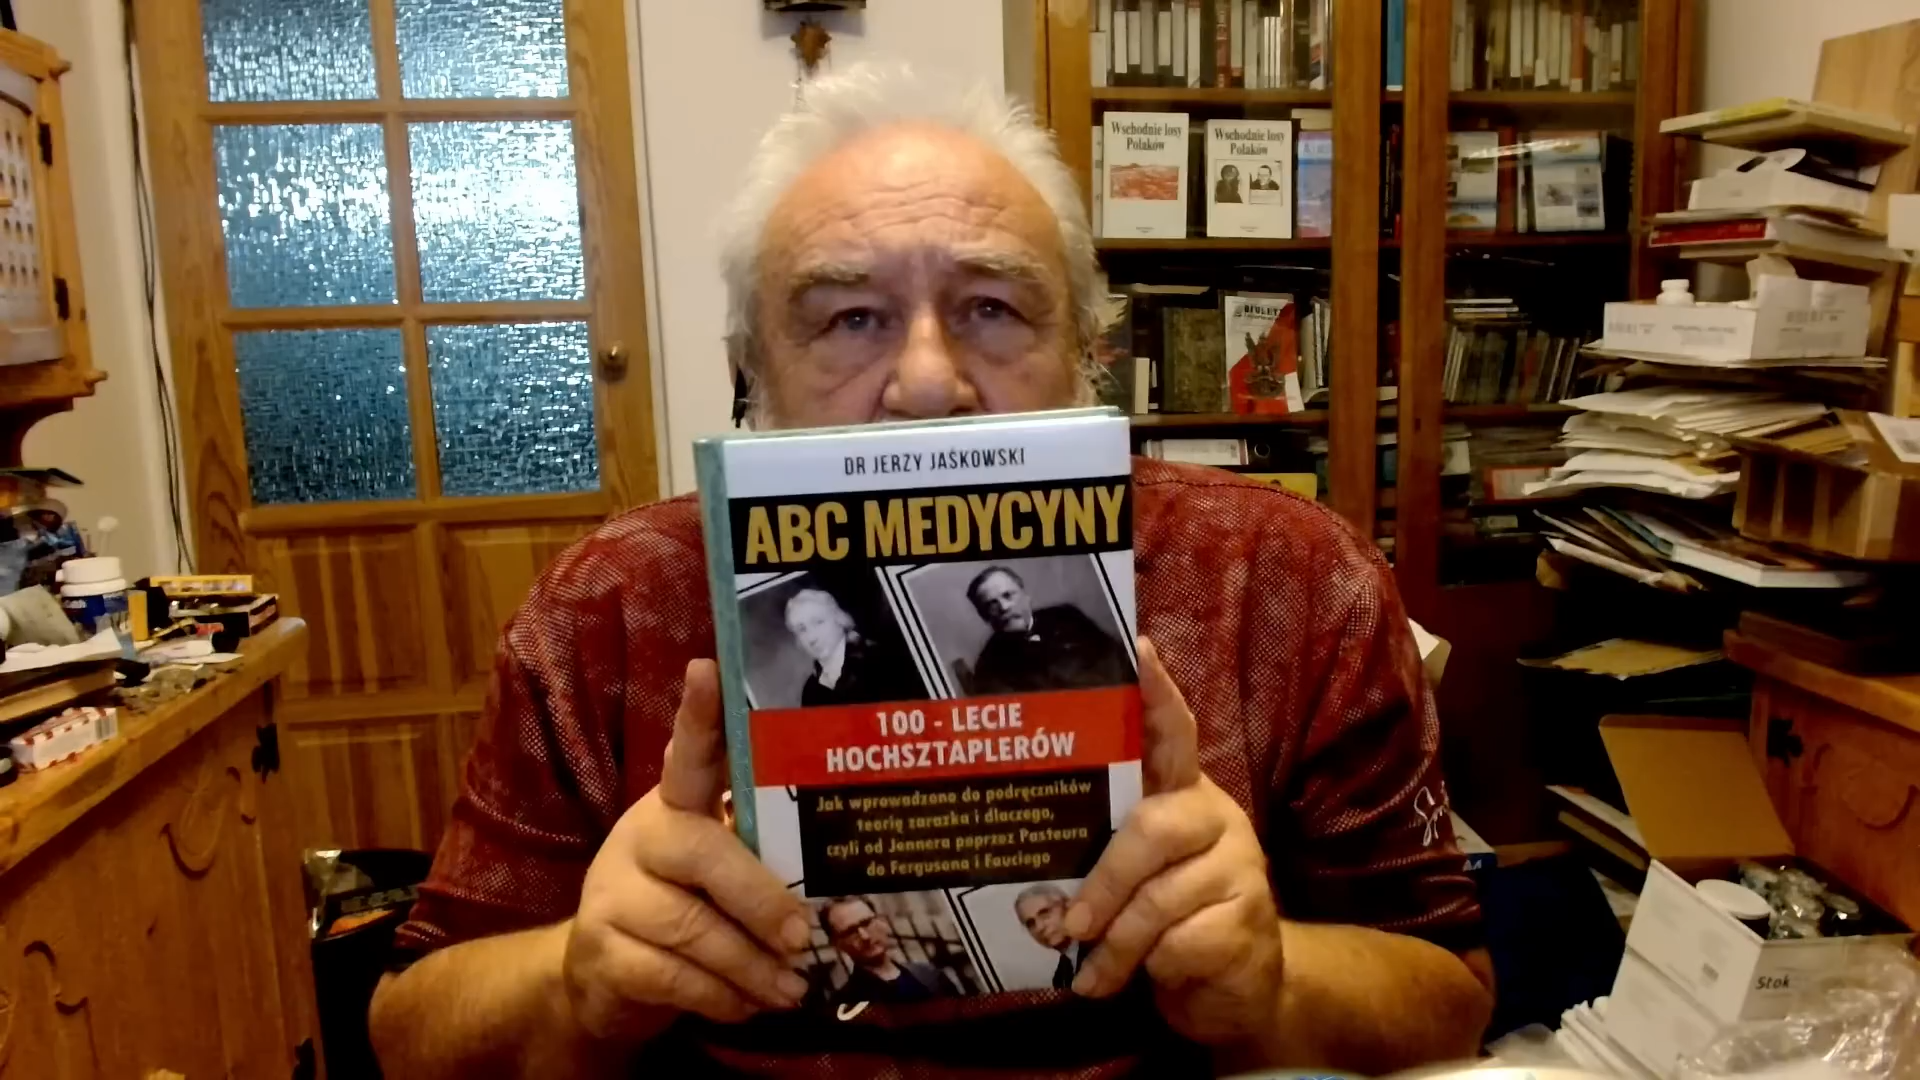 Wschodnie losy
Polaków
Wschodnie losy
Polaków
DR JERZY JAŚKOWSKI
ABC MEDYCYNY
100 - LECIE
HOCHSZTAPLERÓW
Jak wprowadzono do podręczników
teorię zarazka i dlaczego,
czyli od Jennera poprzez Pasteura
do Fergusona i Fauciego
Stok